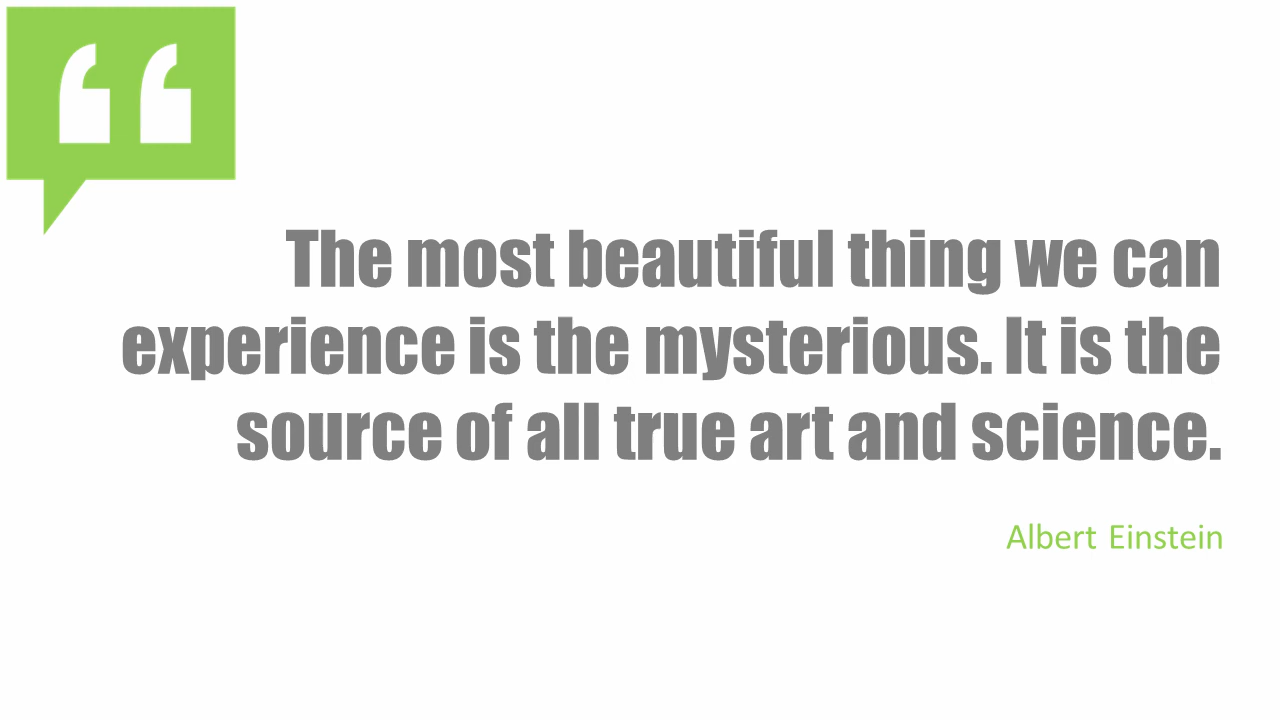 The most beautiful thing we can
experience is the mysterious. It is the
source of all true art and science.
Albert Einstein